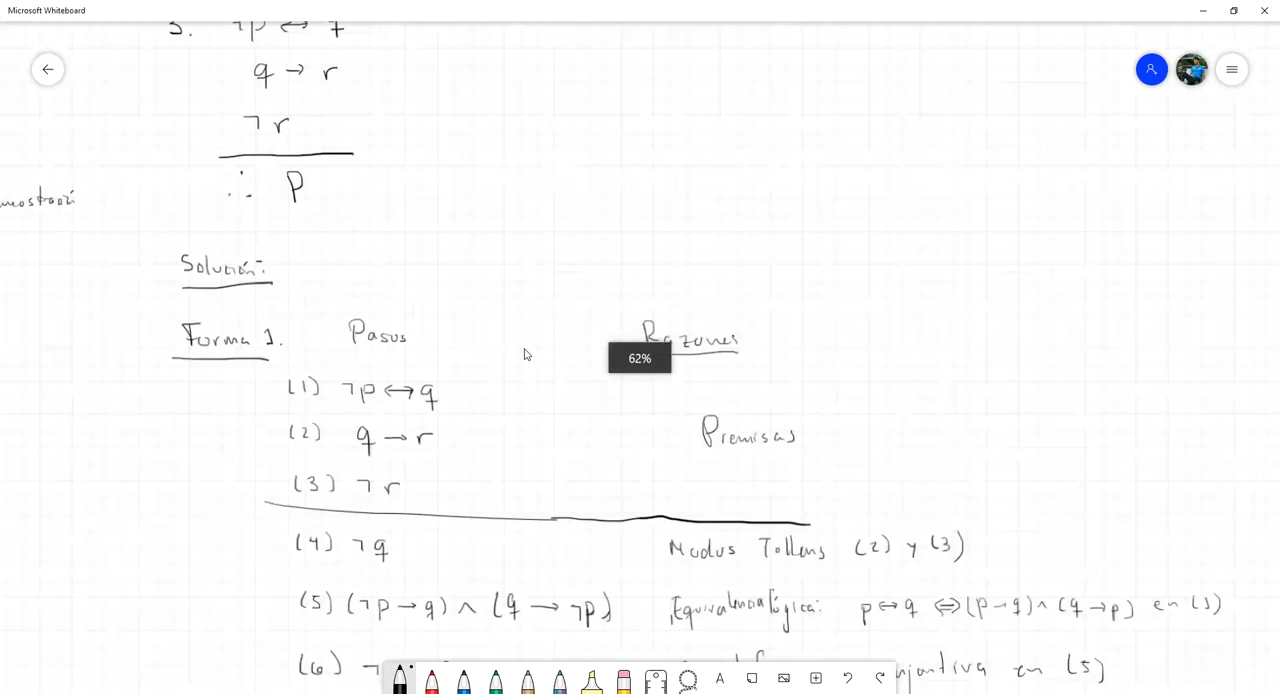 Microsoft Whiteboard
3. ¬p ↔ q
q → r
¬r
∴ P
Solución:
Forma 1. Pasos Razones
62%
(1) ¬p ↔ q
(2) q → r Premisas
(3) ¬r
(4) ¬q Modus Tollens (2) y (3)
(5) (¬p → q) ∧ (q → ¬p) Equivalencia lógica: p ↔ q ⇔ (p → q) ∧ (q → p) en (1)
(6) ¬ en (5)
A